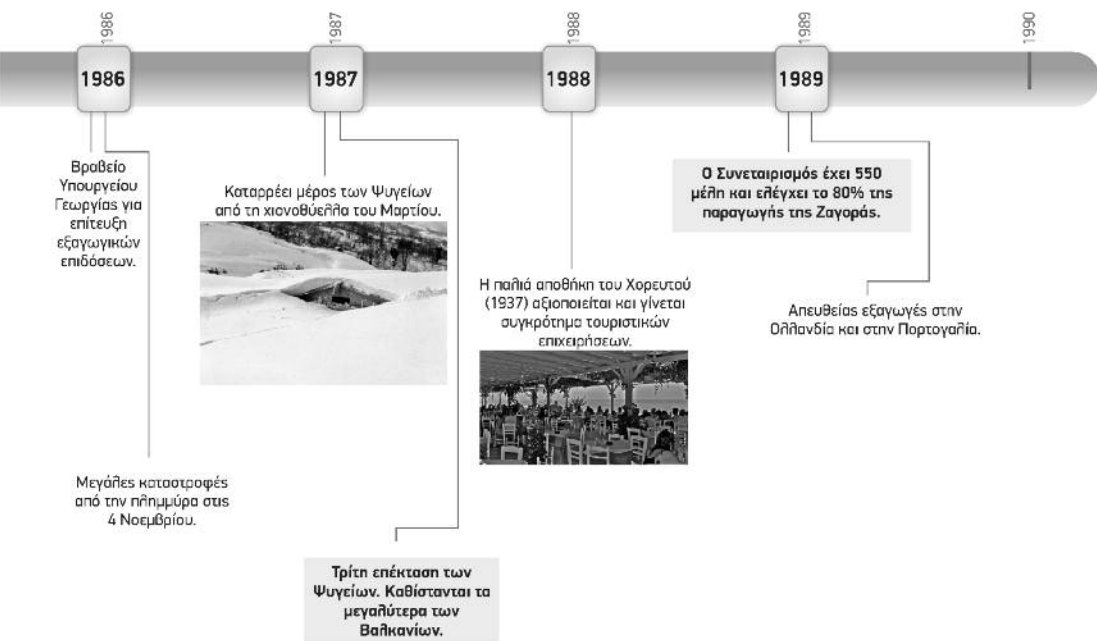 1986
1987
1988
1989
1990
1986
1987
1988
1989
Βραβείο
Υπουργείου
Γεωργίας για
επίτευξη
εξαγωγικών
επιδόσεων.
Μεγάλες καταστροφές
από την πλημμύρα στις
4 Νοεμβρίου.
Καταρρέει μέρος των Ψυγείων
από τη χιονοθύελλα του Μαρτίου.
Τρίτη επέκταση των
Ψυγείων. Καθίστανται τα
μεγαλύτερα των
Βαλκανίων.
Η παλιά αποθήκη του Χορευτού
(1937) αξιοποιείται και γίνεται
συγκρότημα τουριστικών
επιχειρήσεων.
Ο Συνεταιρισμός έχει 550
μέλη και ελέγχει το 80% της
παραγωγής της Ζαγοράς.
Απευθείας εξαγωγές στην
Ολλανδία και στην Πορτογαλία.